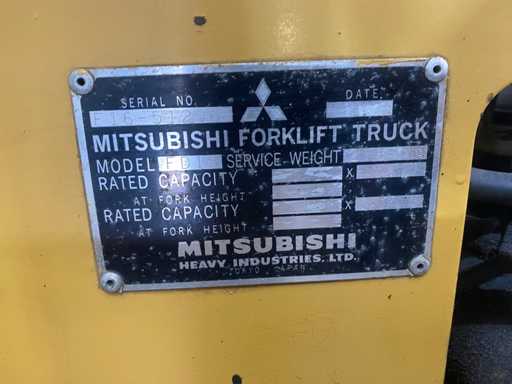 SERIAL NO.
DATE
MITSUBISHI FORKLIFT TRUCK
MODEL SERVICE WEIGHT
RATED CAPACITY X
AT FORK HEIGHT
RATED CAPACITY X
AT FORK HEIGHT
MITSUBISHI
HEAVY INDUSTRIES, LTD.
TOKYO JAPAN